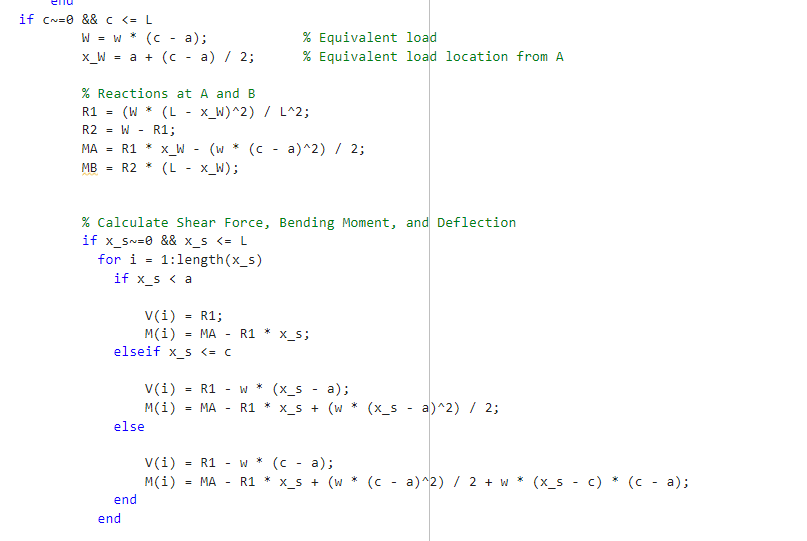 end
if c~=0 && c <= L
W = w * (c - a); % Equivalent load
x_W = a + (c - a) / 2; % Equivalent load location from A
% Reactions at A and B
R1 = (W * (L - x_W)^2) / L^2;
R2 = W - R1;
MA = R1 * x_W - (w * (c - a)^2) / 2;
MB = R2 * (L - x_W);
% Calculate Shear Force, Bending Moment, and Deflection
if x_s~=0 && x_s <= L
for i = 1:length(x_s)
if x_s < a
V(i) = R1;
M(i) = MA - R1 * x_s;
elseif x_s <= c
V(i) = R1 - w * (x_s - a);
M(i) = MA - R1 * x_s + (w * (x_s - a)^2) / 2;
else
V(i) = R1 - w * (c - a);
M(i) = MA - R1 * x_s + (w * (c - a)^2) / 2 + w * (x_s - c) * (c - a);
end
end